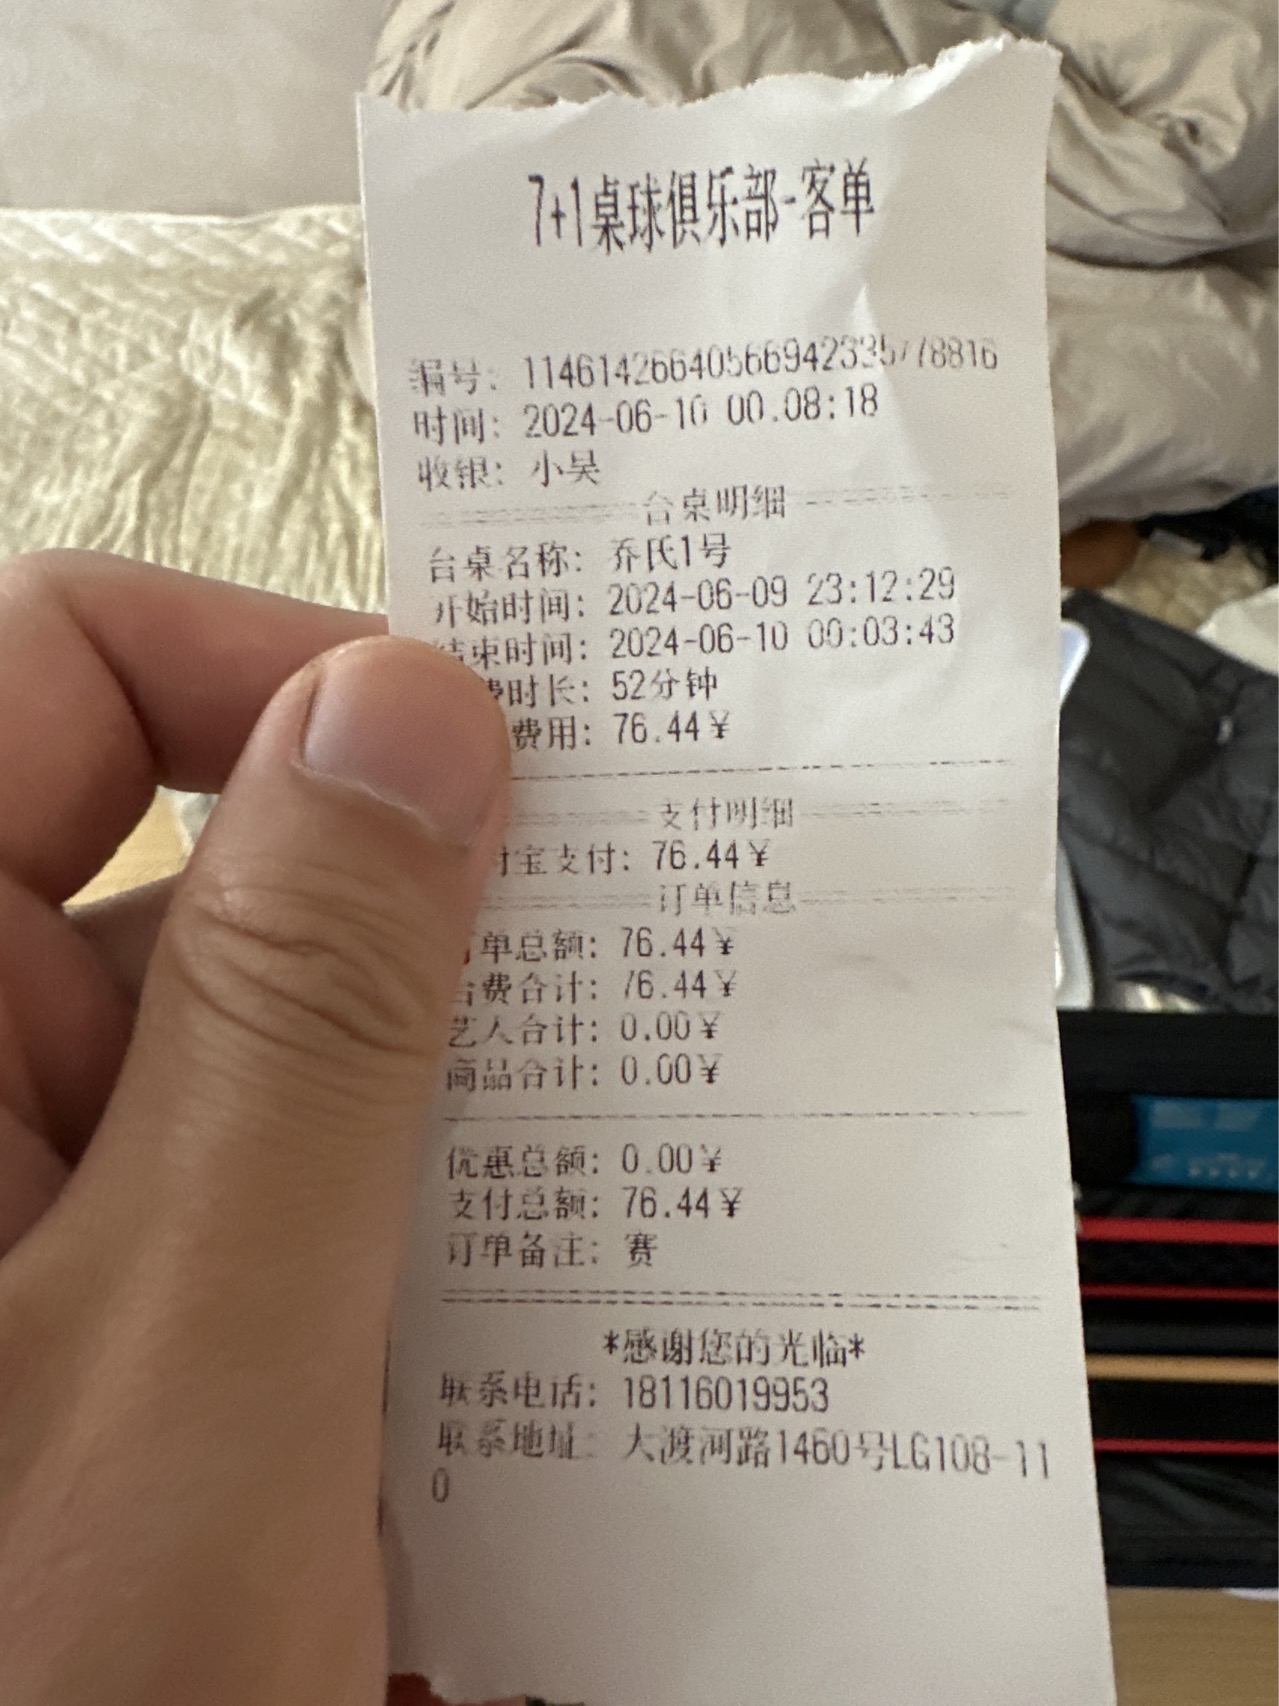 7+1桌球俱乐部-客单
编号: 11461426640566942335778816
时间: 2024-06-10 00:08:18
收银: 小吴
台桌明细
台桌名称: 乔氏1号
开始时间: 2024-06-09 23:12:29
结束时间: 2024-06-10 00:03:43
费时长: 52分钟
费用: 76.44¥
支付明细
付宝支付: 76.44¥
订单信息
订单总额: 76.44¥
台费合计: 76.44¥
艺人合计: 0.00¥
商品合计: 0.00¥
优惠总额: 0.00¥
支付总额: 76.44¥
订单备注: 赛
*感谢您的光临*
联系电话: 18116019953
联系地址: 大渡河路1460号LG108-11
0